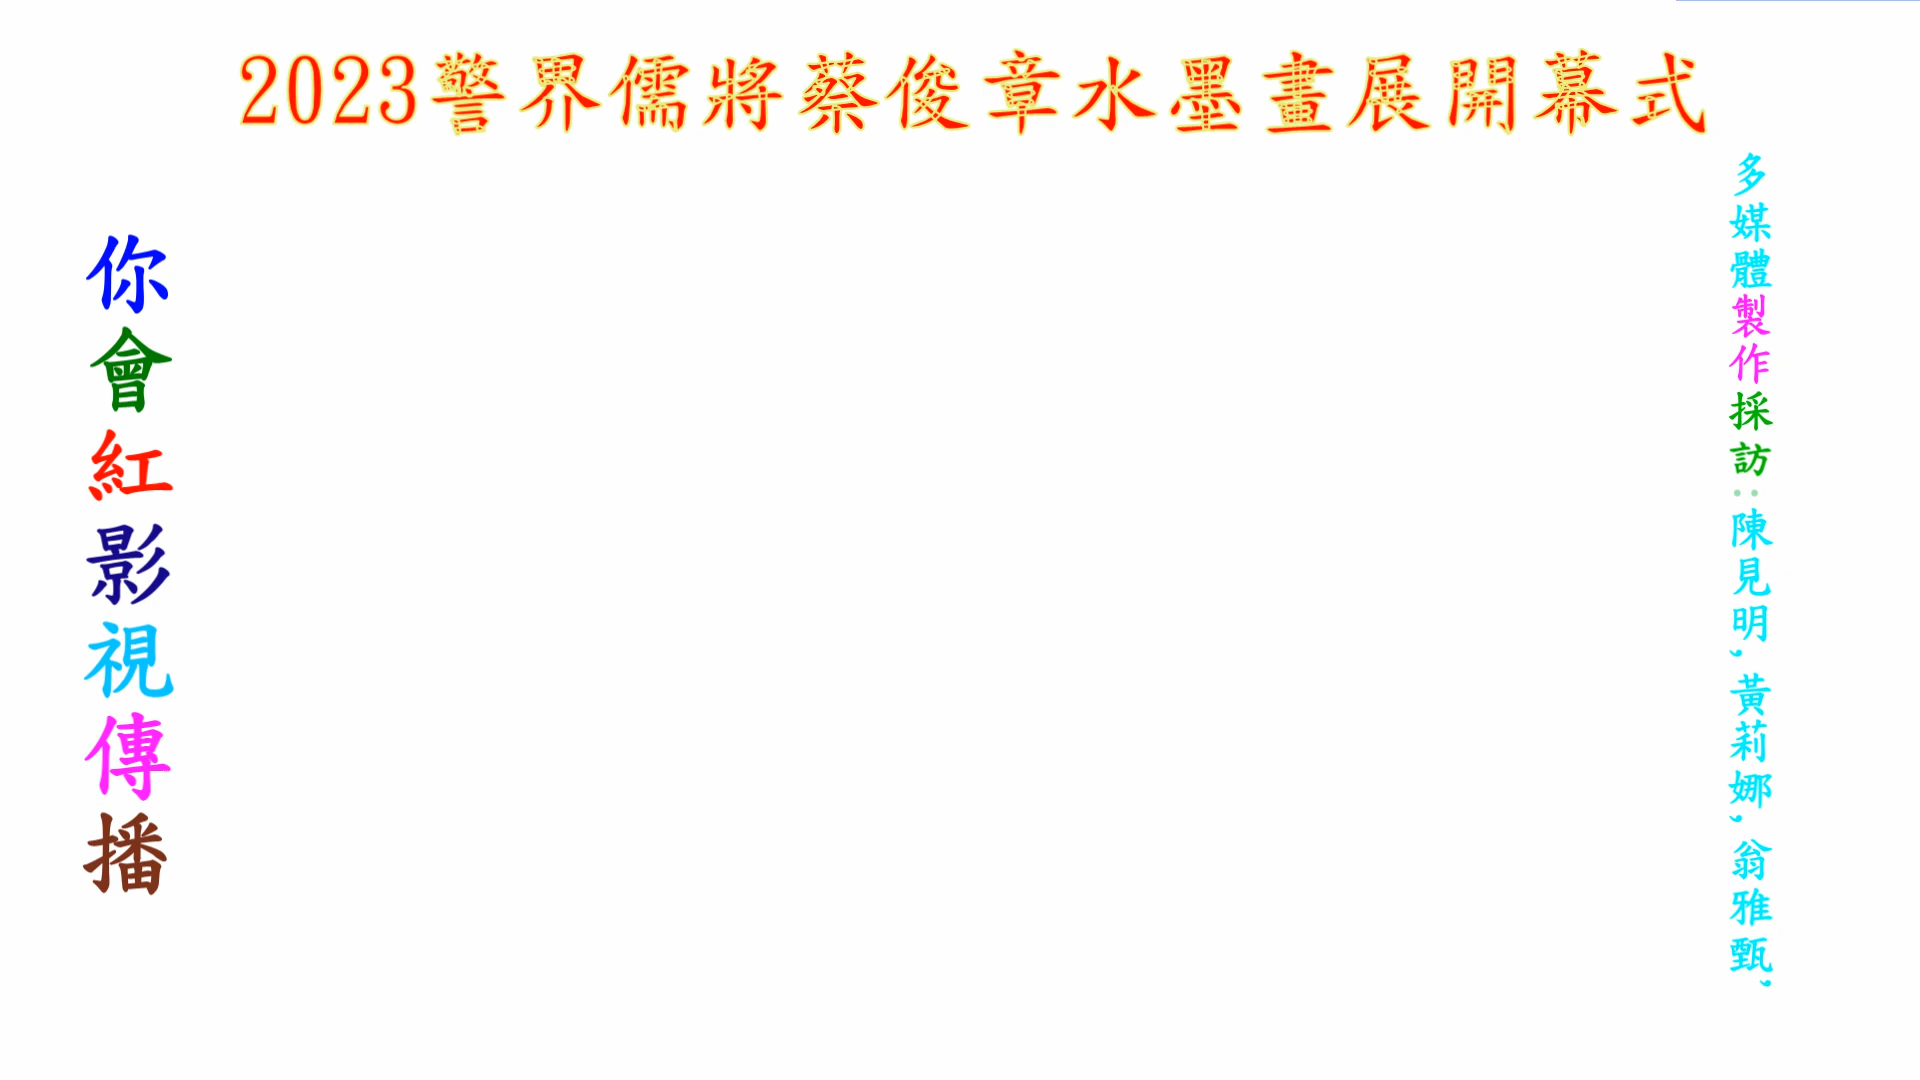 2023警界儒將蔡俊章水墨畫展開幕式
你會紅影視傳播
多媒體製作採訪:陳見明,黃莉娜,翁雅甄,